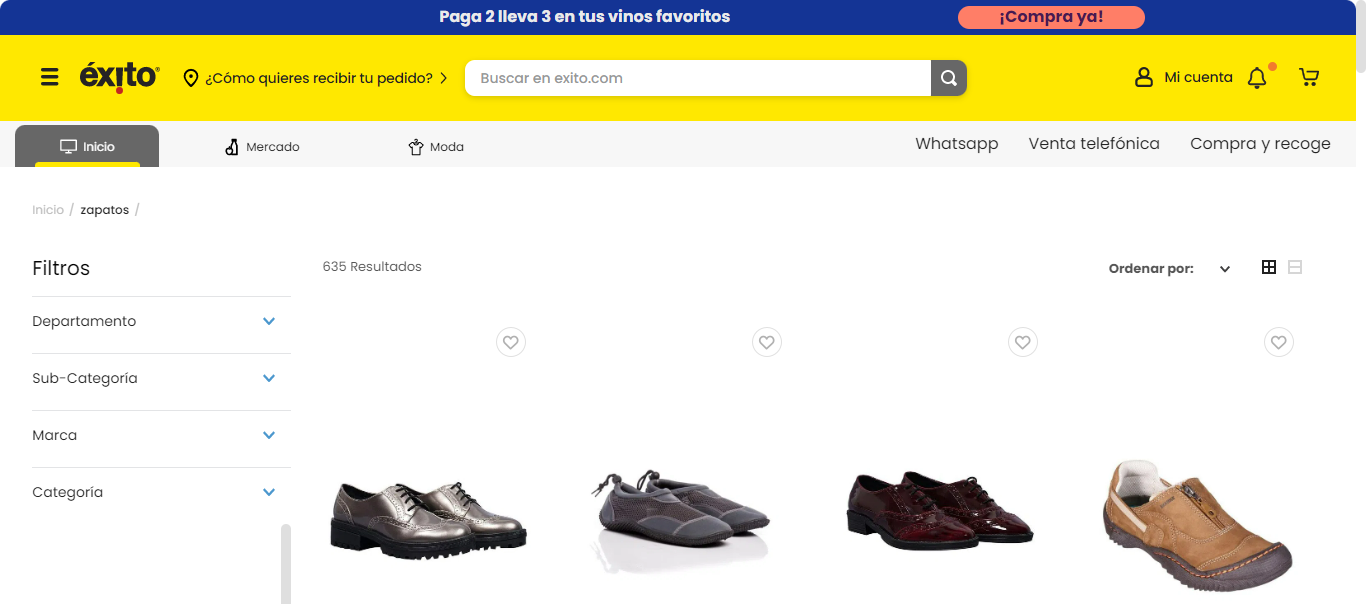 Paga 2 lleva 3 en tus vinos favoritos
¡Compra ya!
éxito
¿Cómo quieres recibir tu pedido?
Buscar en exito.com
Mi cuenta
Inicio
Mercado
Moda
Whatsapp
Venta telefónica
Compra y recoge
Inicio / zapatos /
Filtros
635 Resultados
Ordenar por:
Departamento
Sub-Categoría
Marca
Categoría